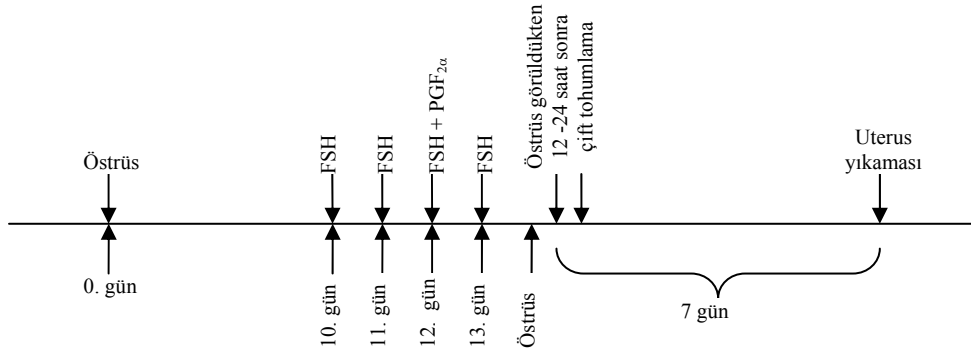 Östrüs
FSH
FSH
FSH + PGF2α
FSH
Östrüs görüldükten
12 -24 saat sonra
çift tohumlama
Uterus
yıkaması
0. gün
10. gün
11. gün
12. gün
13. gün
Östrüs
7 gün